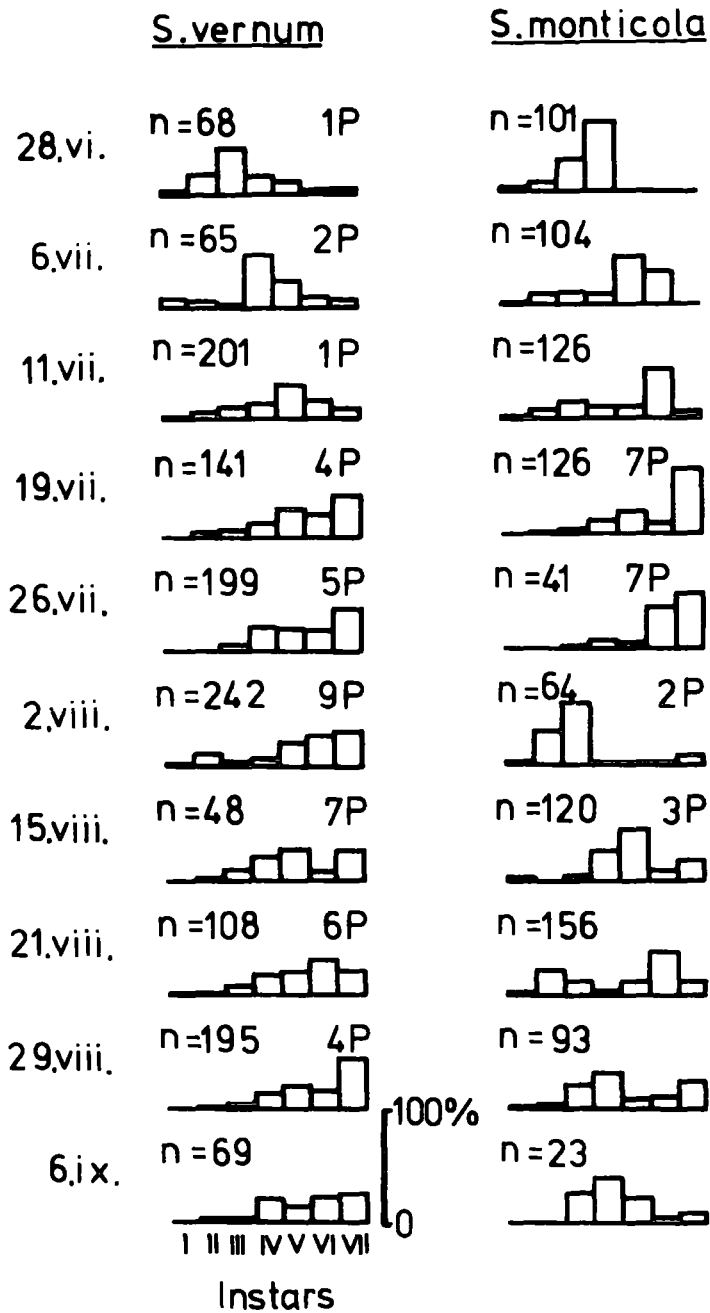 S.vernum S.monticola
28.vi. n=68 1P n=101
6.vii. n=65 2P n=104
11.vii. n=201 1P n=126
19.vii. n=141 4P n=126 7P
26.vii. n=199 5P n=41 7P
2.viii. n=242 9P n=64 2P
15.viii. n=48 7P n=120 3P
21.viii. n=108 6P n=156
29.viii. n=195 4P n=93
100%
6.ix. n=69 n=23
0
I II III IV V VI VII
Instars